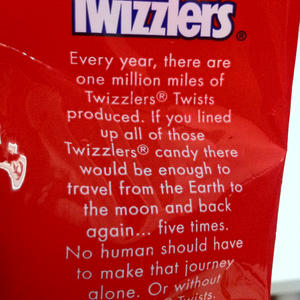 TWIZZLERS®
Every year, there are
one million miles of
Twizzlers® Twists
produced. If you lined
up all of those
Twizzlers® candy there
would be enough to
travel from the Earth to
the moon and back
again... five times.
No human should have
to make that journey
alone. Or without
Twists.